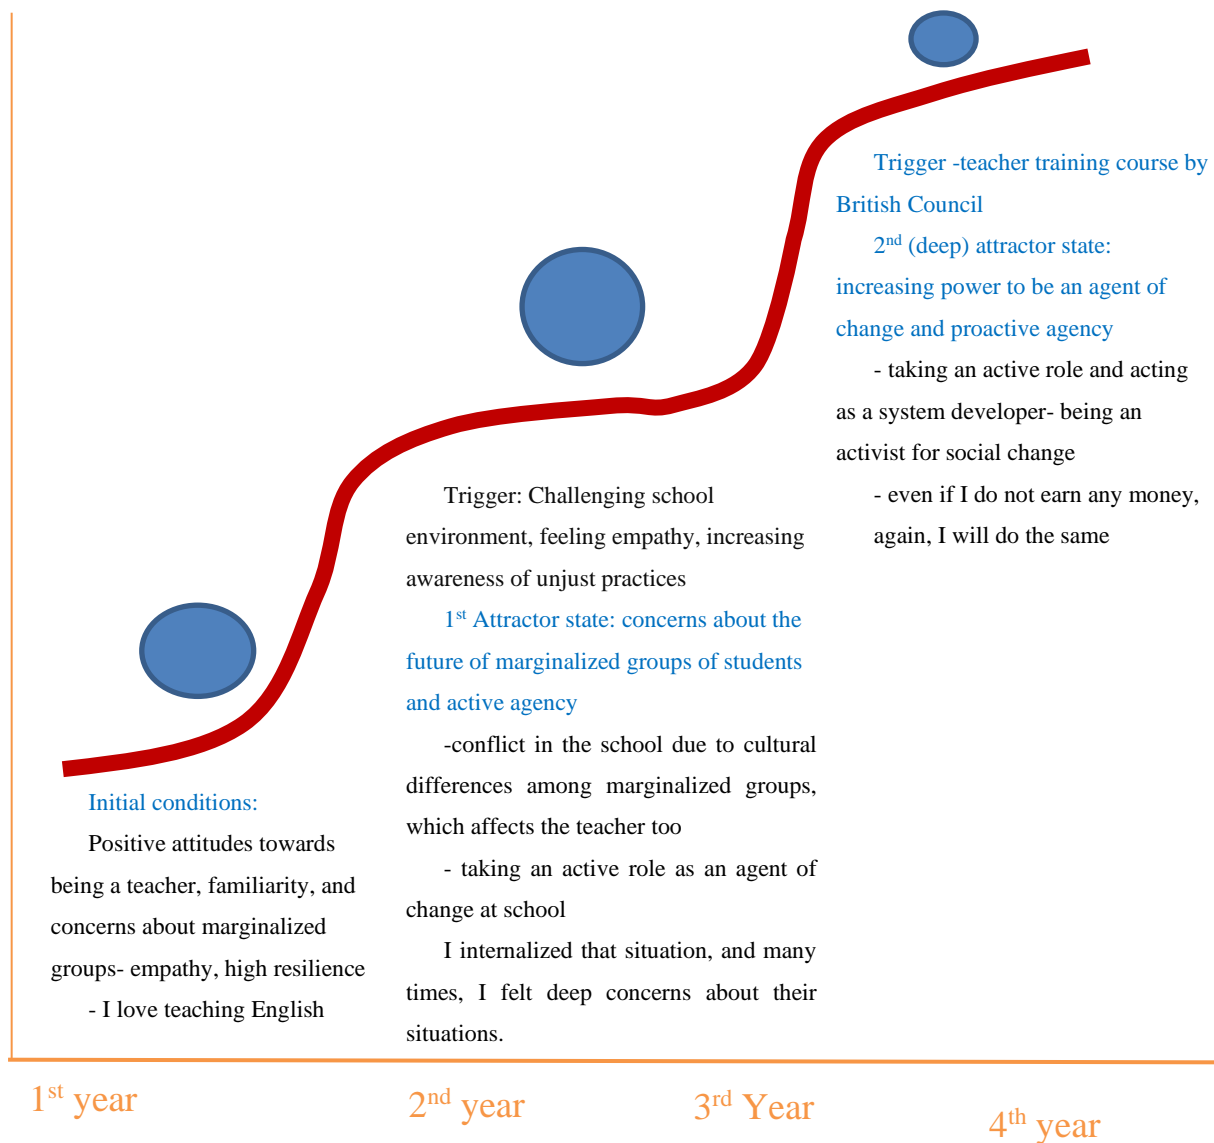 Trigger -teacher training course by
British Council
2nd (deep) attractor state:
increasing power to be an agent of
change and proactive agency
- taking an active role and acting
as a system developer- being an
activist for social change
- even if I do not earn any money,
again, I will do the same
Trigger: Challenging school
environment, feeling empathy, increasing
awareness of unjust practices
1st Attractor state: concerns about the
future of marginalized groups of students
and active agency
-conflict in the school due to cultural
differences among marginalized groups,
which affects the teacher too
- taking an active role as an agent of
change at school
I internalized that situation, and many
times, I felt deep concerns about their
situations.
Initial conditions:
Positive attitudes towards
being a teacher, familiarity, and
concerns about marginalized
groups- empathy, high resilience
- I love teaching English
1st year
2nd year
3rd Year
4th year